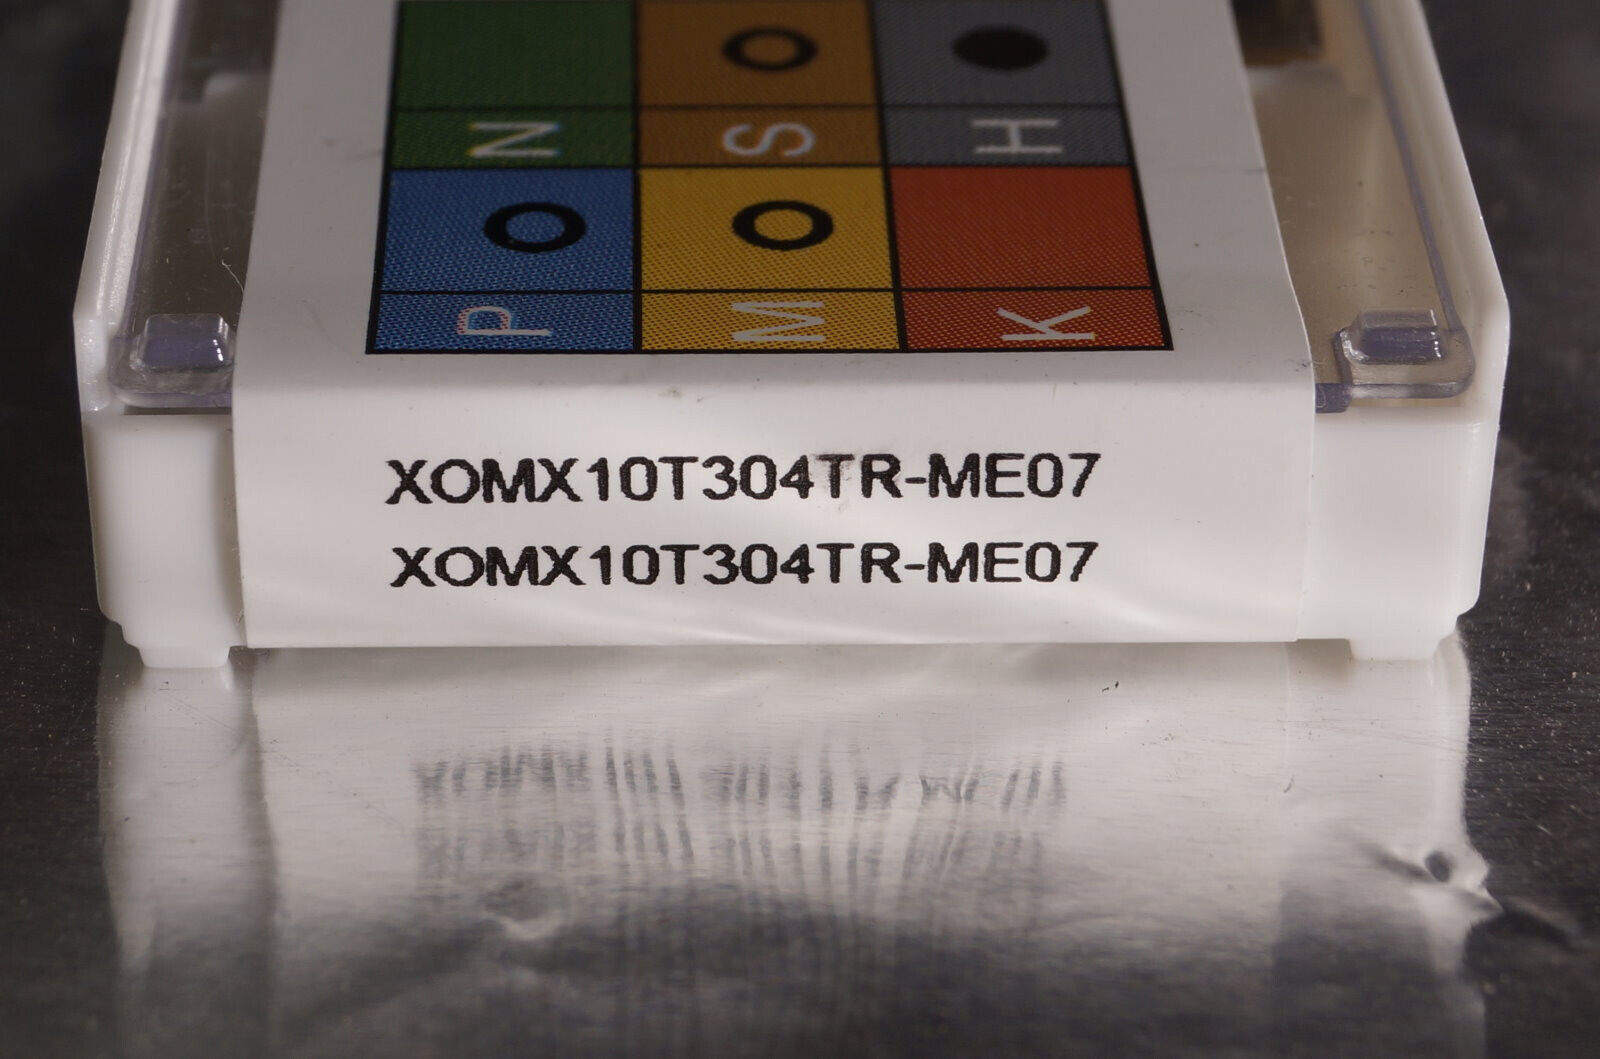 N S H
P M K
XOMX10T304TR-ME07
XOMX10T304TR-ME07